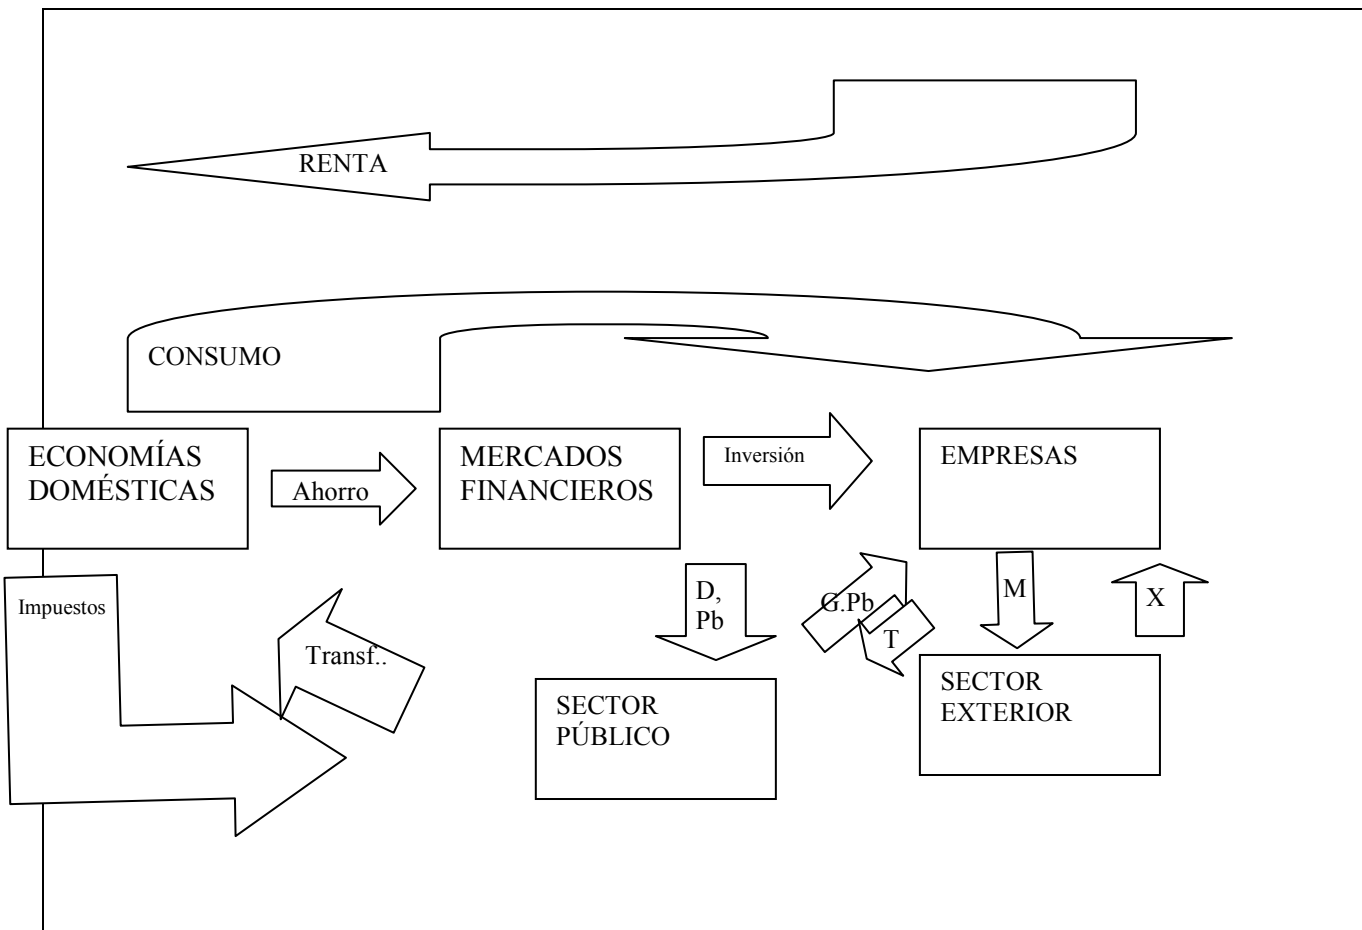 RENTA
CONSUMO
ECONOMÍAS
DOMÉSTICAS
Ahorro
MERCADOS
FINANCIEROS
Inversión
EMPRESAS
Impuestos
Transf..
D,
Pb
G.Pb
T
M
X
SECTOR
PÚBLICO
SECTOR
EXTERIOR